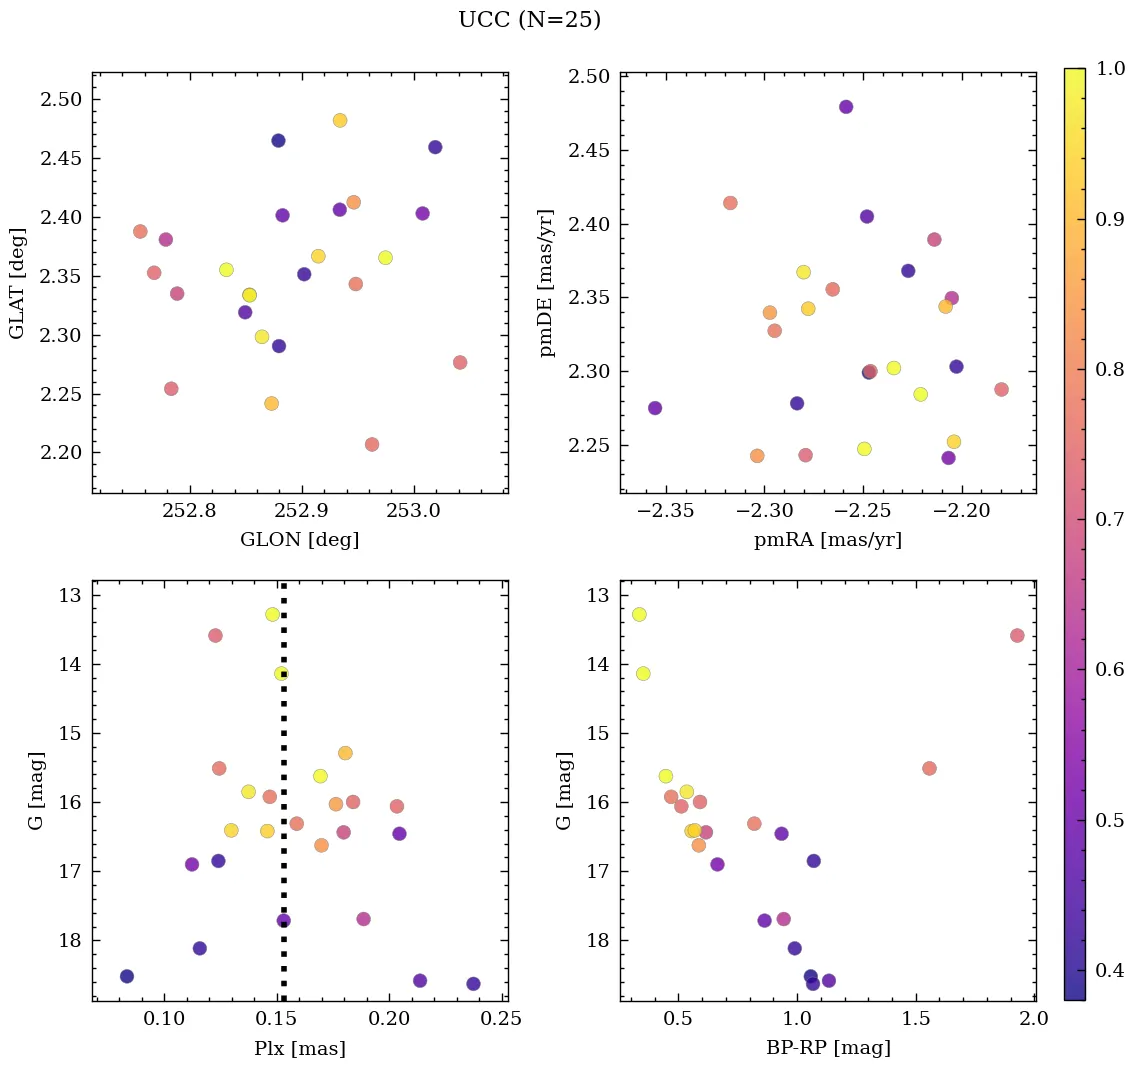 UCC (N=25)
2.50
2.45
2.40
2.35
2.30
2.25
2.20
GLAT [deg]
252.8 252.9 253.0
GLON [deg]
2.50
2.45
2.40
2.35
2.30
2.25
pmDE [mas/yr]
−2.35 −2.30 −2.25 −2.20
pmRA [mas/yr]
13
14
15
16
17
18
G [mag]
0.10 0.15 0.20 0.25
Plx [mas]
13
14
15
16
17
18
G [mag]
0.5 1.0 1.5 2.0
BP-RP [mag]
1.0
0.9
0.8
0.7
0.6
0.5
0.4